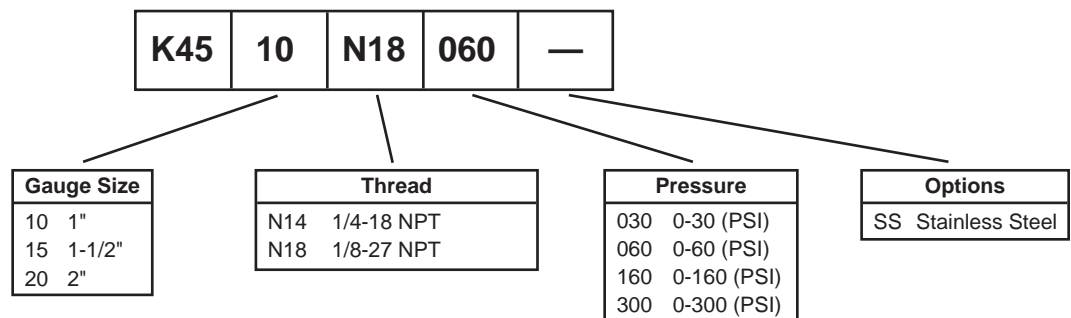 K45 10 N18 060 —
Gauge Size
10 1"
15 1-1/2"
20 2"
Thread
N14 1/4-18 NPT
N18 1/8-27 NPT
Pressure
030 0-30 (PSI)
060 0-60 (PSI)
160 0-160 (PSI)
300 0-300 (PSI)
Options
SS Stainless Steel